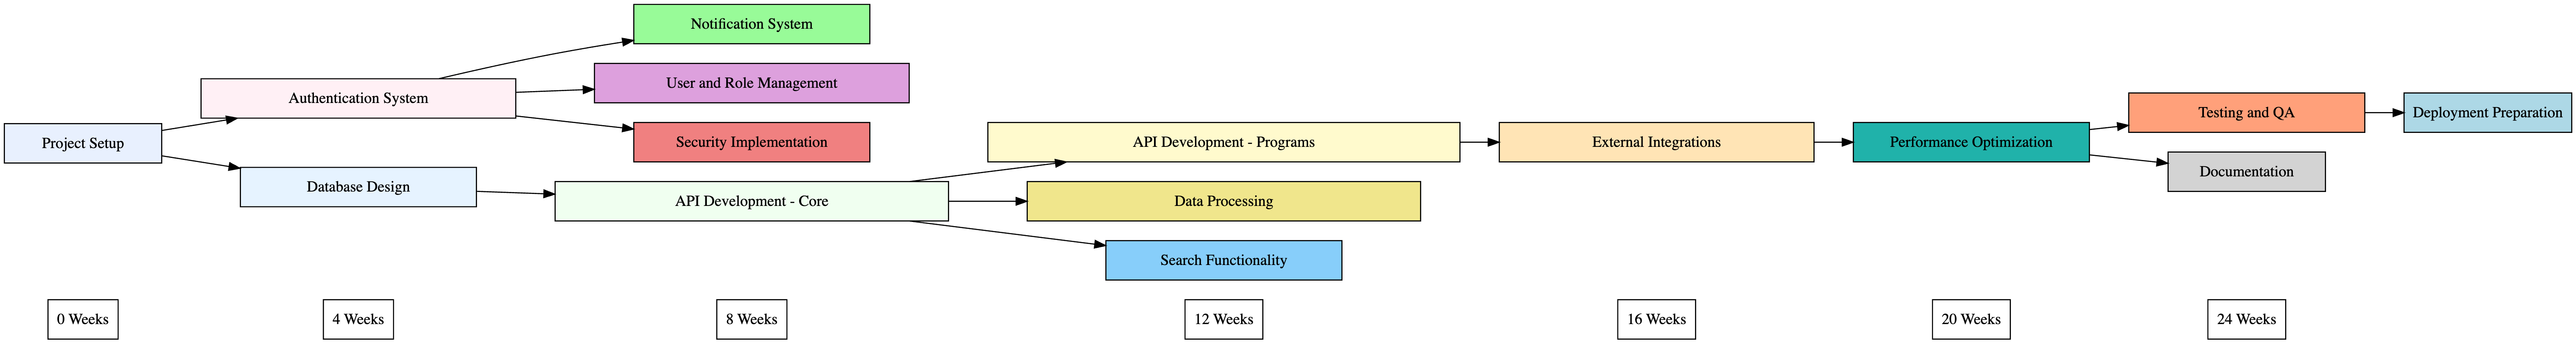 Notification System
User and Role Management
Authentication System
Project Setup
Security Implementation
Database Design
API Development - Core
API Development - Programs
Data Processing
Search Functionality
External Integrations
Performance Optimization
Testing and QA
Documentation
Deployment Preparation
0 Weeks
4 Weeks
8 Weeks
12 Weeks
16 Weeks
20 Weeks
24 Weeks